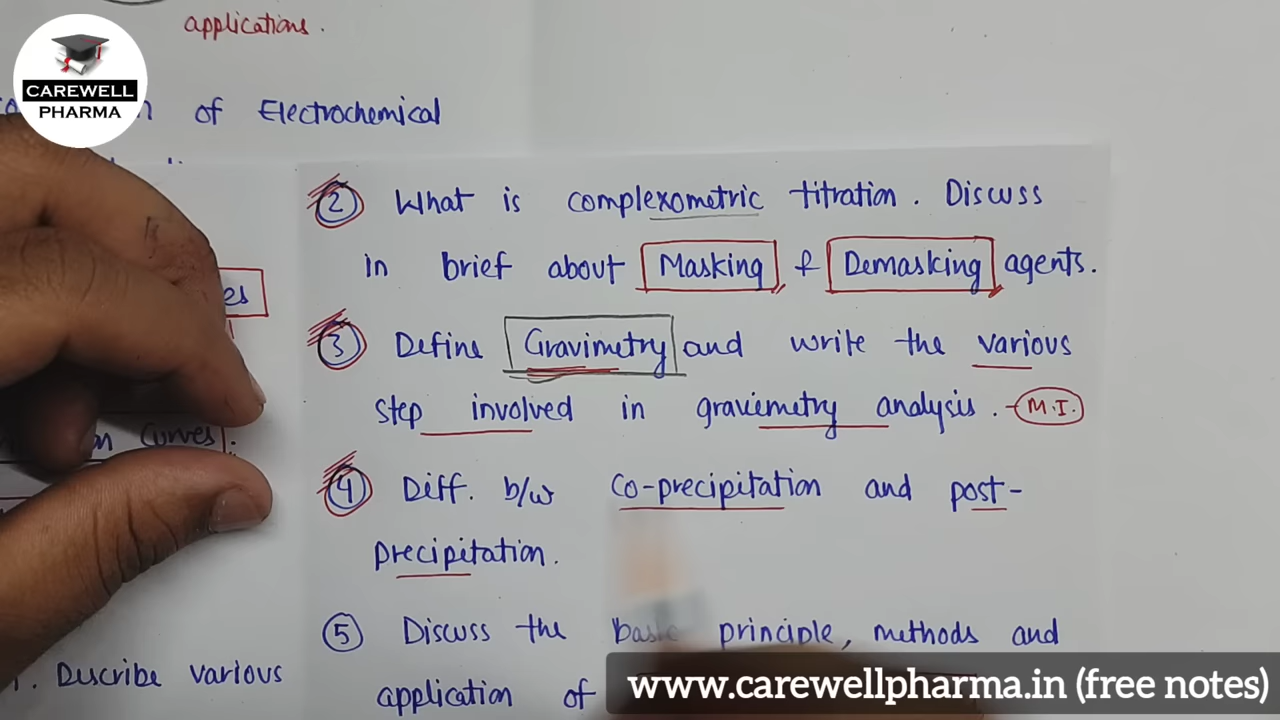 applications.
CAREWELL
PHARMA
of Electrochemical
② What is complexometric titration. Discuss
in brief about Masking & Demasking agents.
③ Define Gravimetry and write the various
step involved in graviemetry analysis. - M.I.
④ Diff. b/w Co-precipitation and post-
precipitation.
⑤ Discuss the basic principle, methods and
application of
Curves.
Describe various
www.carewellpharma.in (free notes)